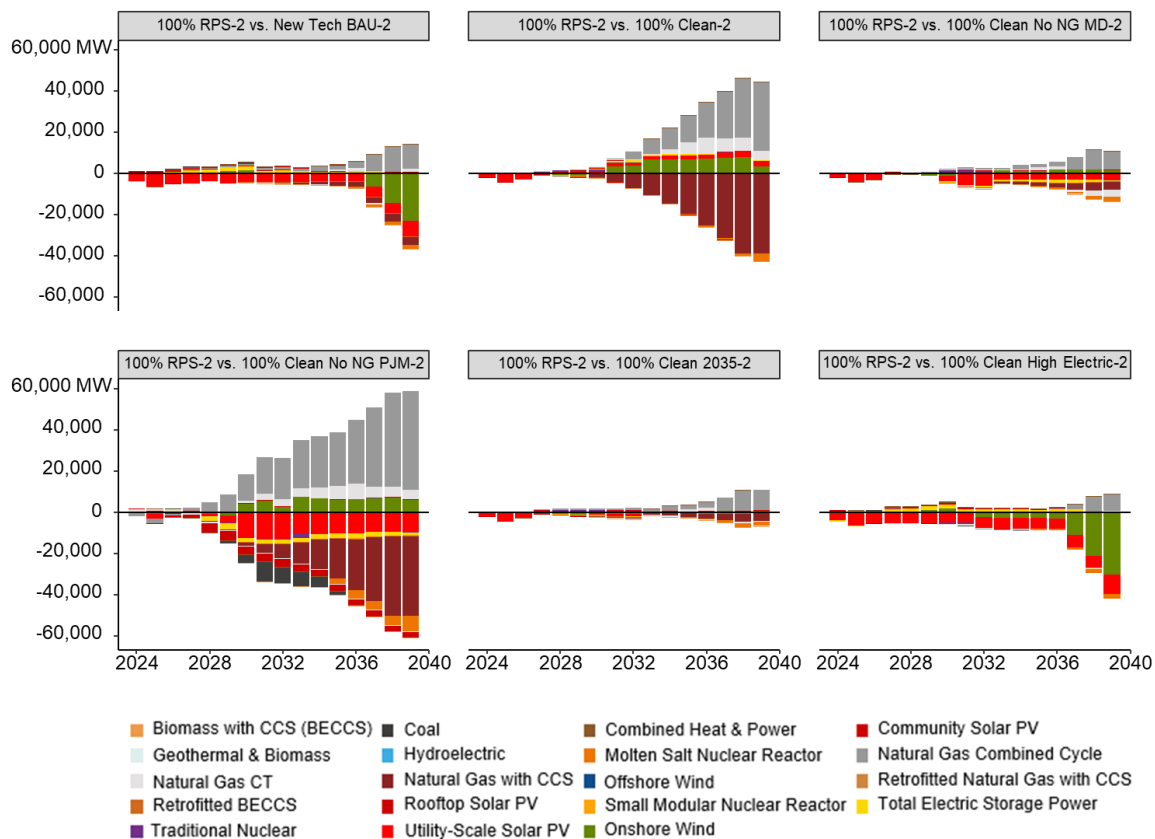 100% RPS-2 vs. New Tech BAU-2
100% RPS-2 vs. 100% Clean-2
100% RPS-2 vs. 100% Clean No NG MD-2
60,000 MW
40,000
20,000
0
-20,000
-40,000
-60,000
100% RPS-2 vs. 100% Clean No NG PJM-2
100% RPS-2 vs. 100% Clean 2035-2
100% RPS-2 vs. 100% Clean High Electric-2
60,000 MW
40,000
20,000
0
-20,000
-40,000
-60,000
2024 2028 2032 2036 2040
2024 2028 2032 2036 2040
2024 2028 2032 2036 2040
Biomass with CCS (BECCS) Coal Combined Heat & Power Community Solar PV
Geothermal & Biomass Hydroelectric Molten Salt Nuclear Reactor Natural Gas Combined Cycle
Natural Gas CT Natural Gas with CCS Offshore Wind Retrofitted Natural Gas with CCS
Retrofitted BECCS Rooftop Solar PV Small Modular Nuclear Reactor Total Electric Storage Power
Traditional Nuclear Utility-Scale Solar PV Onshore Wind